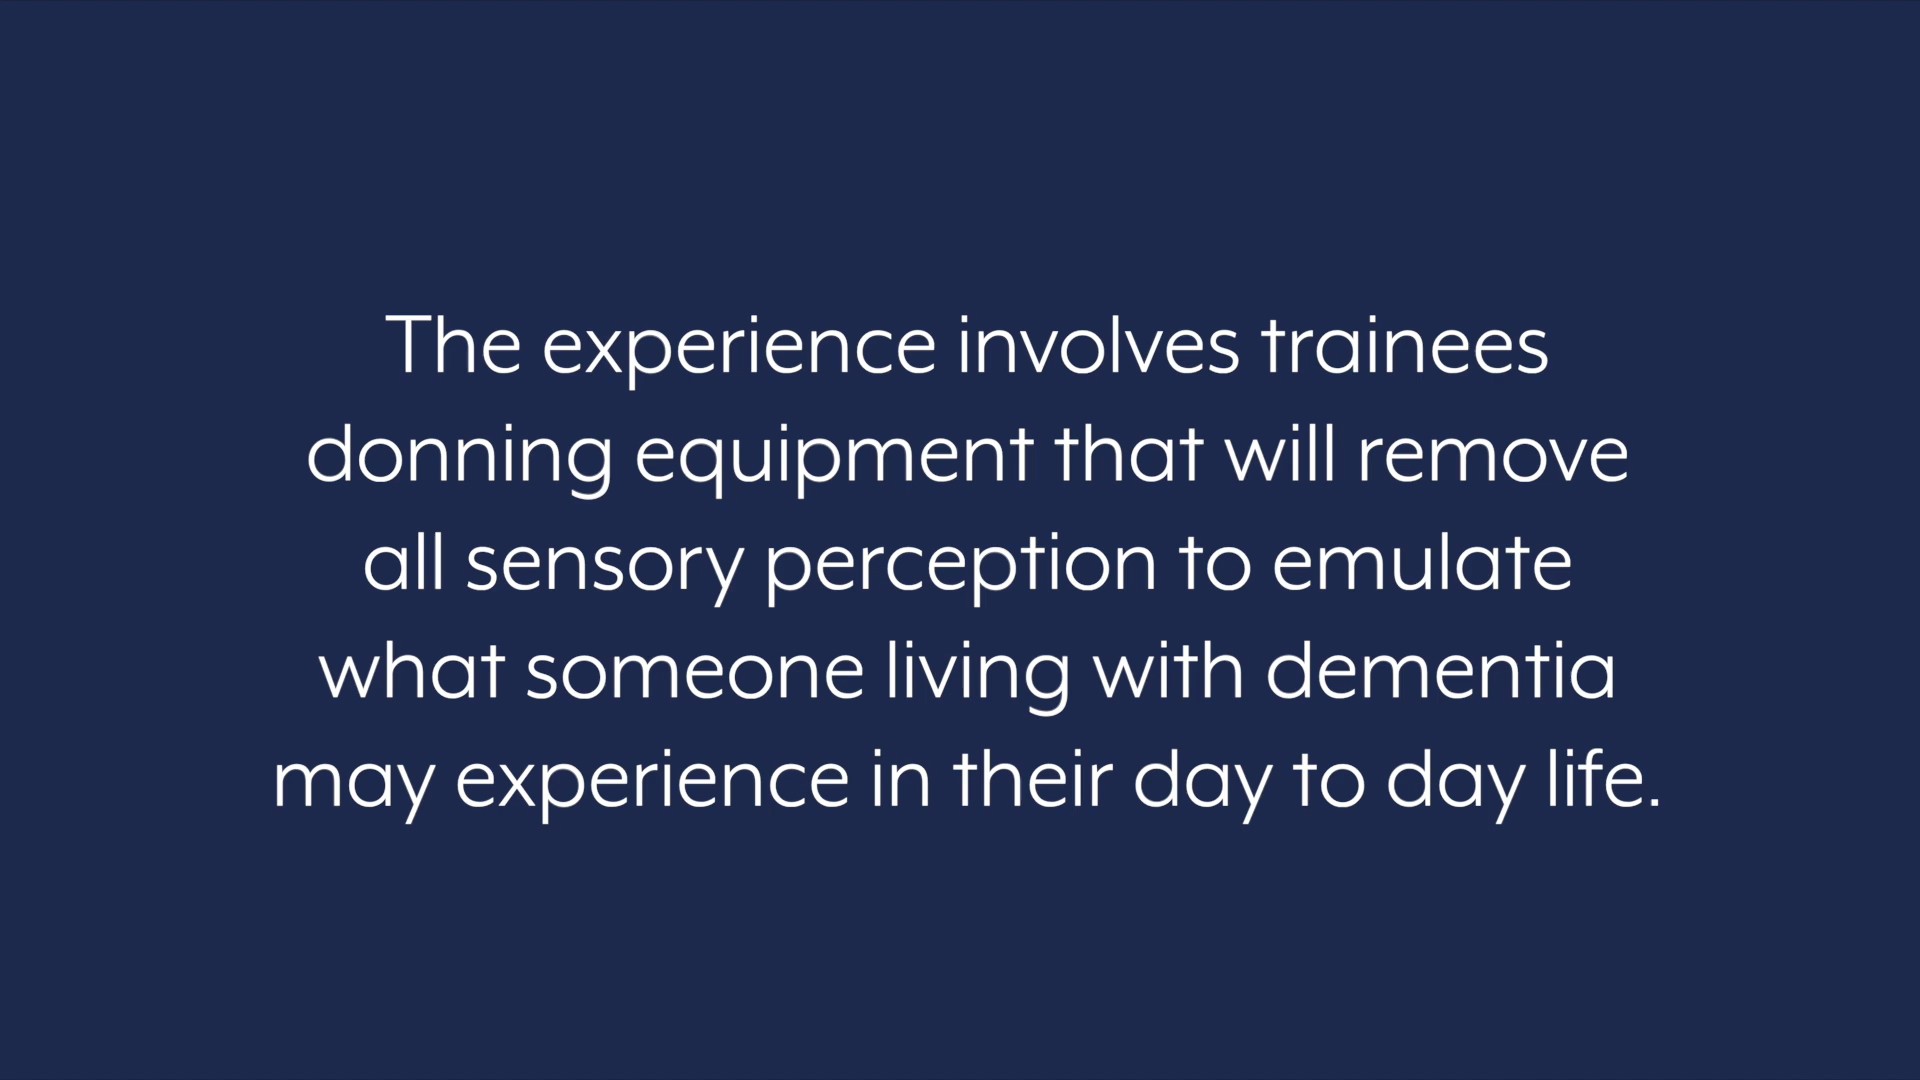 The experience involves trainees
donning equipment that will remove
all sensory perception to emulate
what someone living with dementia
may experience in their day to day life.